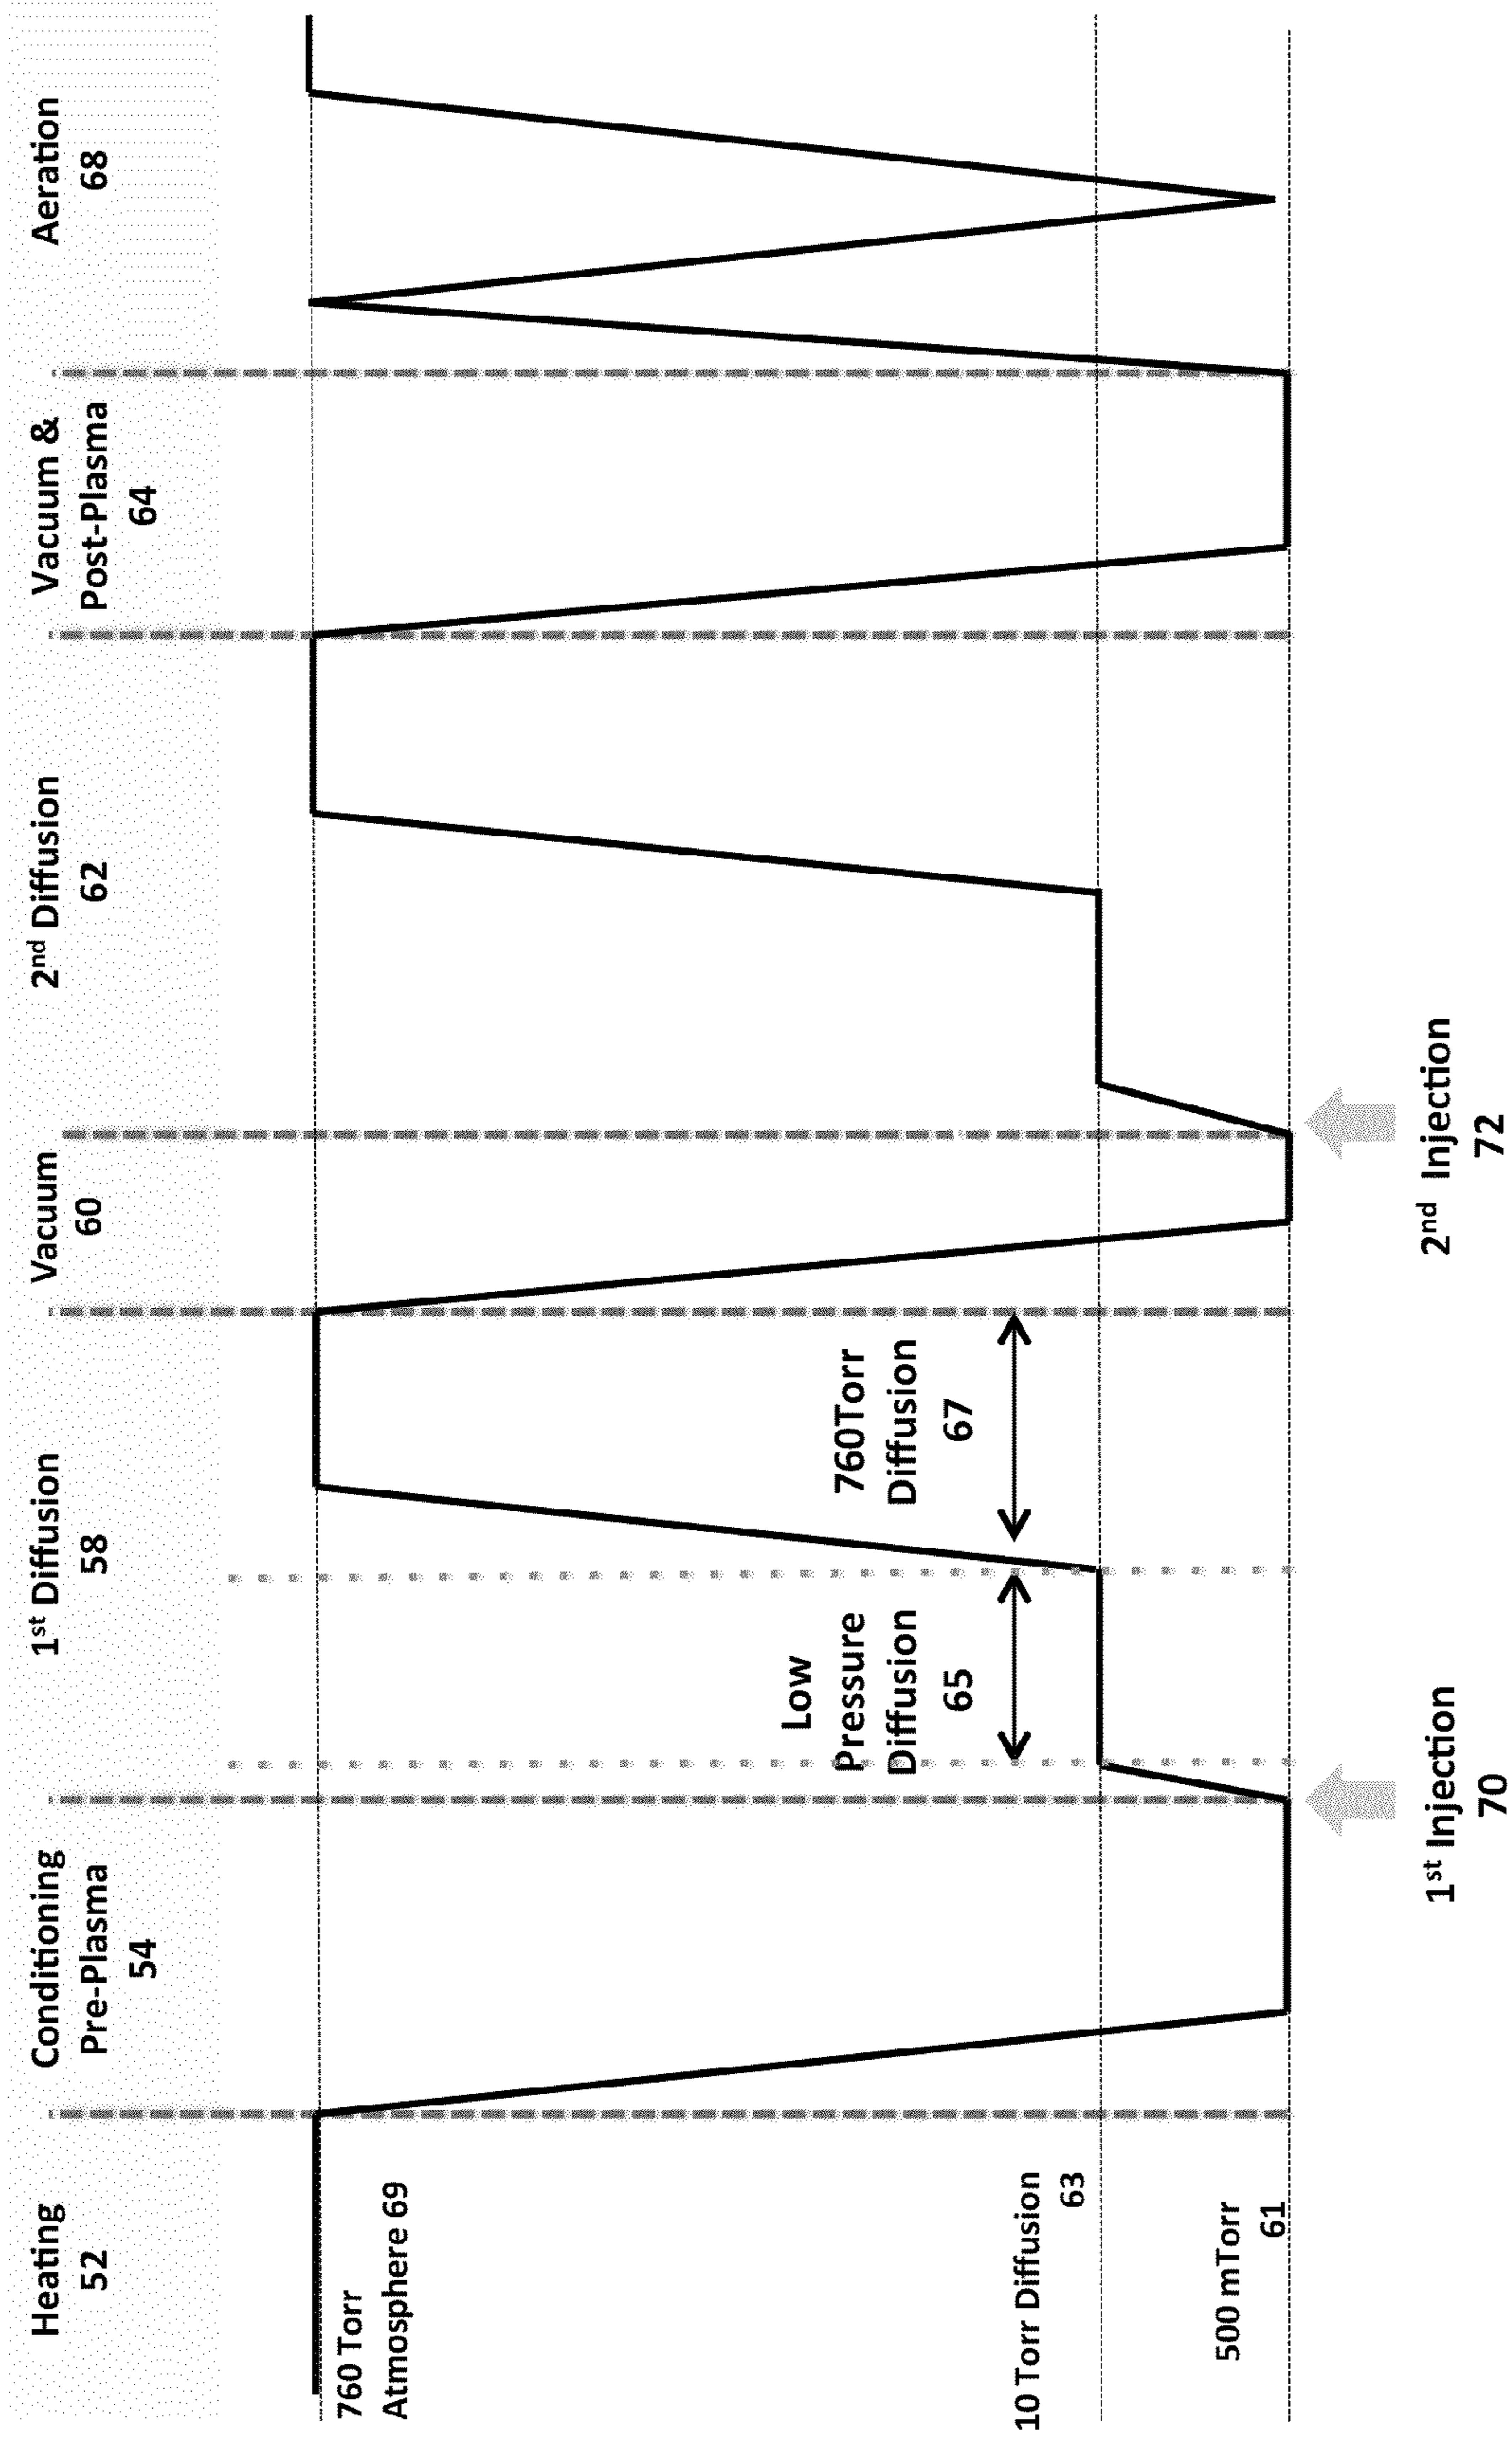 Heating
52
Conditioning
Pre-Plasma
54
1st Diffusion
58
Vacuum
60
2nd Diffusion
62
Vacuum &
Post-Plasma
64
Aeration
68
760 Torr
Atmosphere 69
Low
Pressure
Diffusion
65
760Torr
Diffusion
67
10 Torr Diffusion
63
500 mTorr
61
1st Injection
70
2nd Injection
72